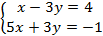 x − 3y = 4
5x + 3y = −1